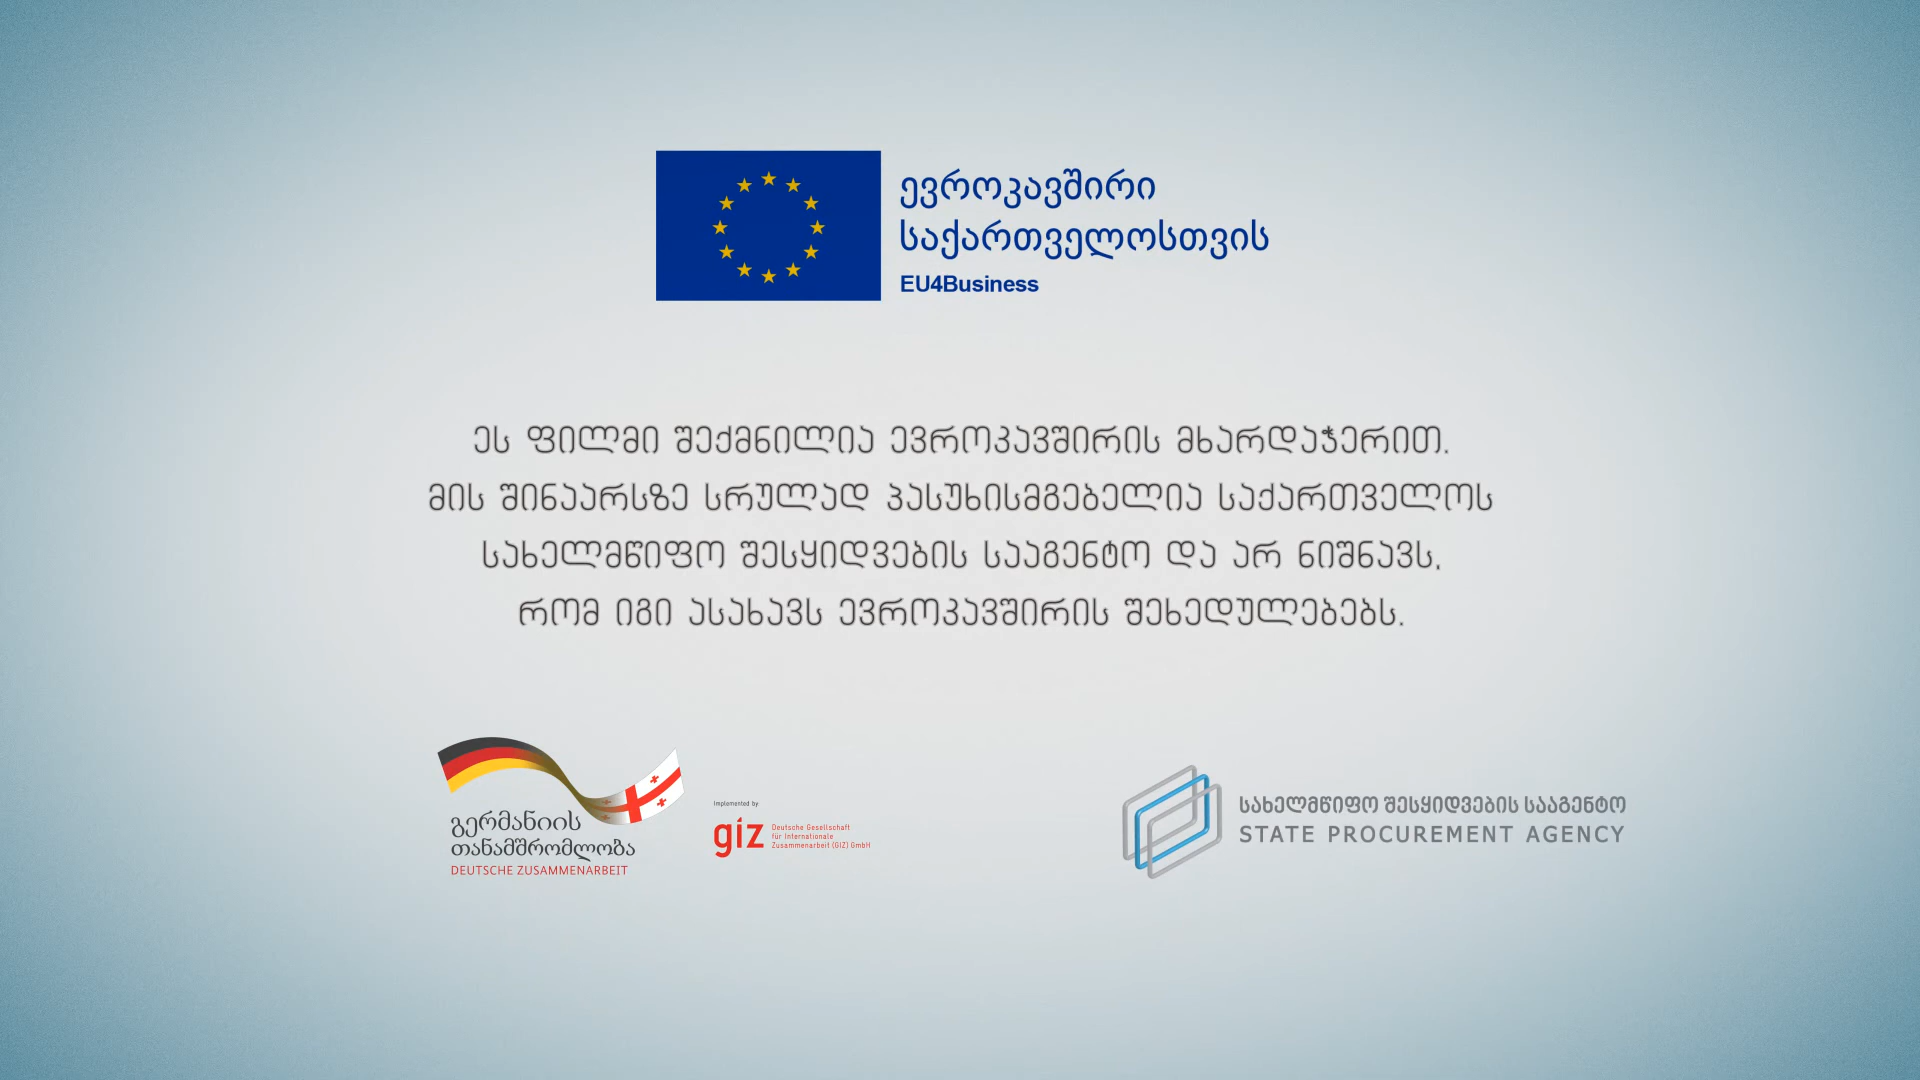 ევროკავშირი
საქართველოსთვის
EU4Business
ეს ფილმი შექმნილია ევროკავშირის მხარდაჭერით.
მის შინაარსზე სრულად პასუხისმგებელია საქართველოს
სახელმწიფო შესყიდვების სააგენტო და არ ნიშნავს,
რომ იგი ასახავს ევროკავშირის შეხედულებებს.
გერმანიის
თანამშრომლობა
DEUTSCHE ZUSAMMENARBEIT
Implemented by
giz
Deutsche Gesellschaft
für Internationale
Zusammenarbeit (GIZ) GmbH
სახელმწიფო შესყიდვების სააგენტო
STATE PROCUREMENT AGENCY